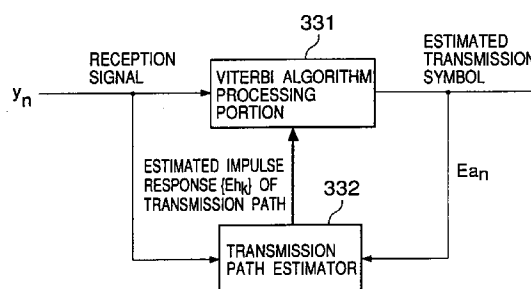 331
RECEPTION
SIGNAL
yn
VITERBI ALGORITHM
PROCESSING
PORTION
ESTIMATED
TRANSMISSION
SYMBOL
Ean
ESTIMATED IMPULSE
RESPONSE {Ehk} OF
TRANSMISSION PATH
332
TRANSMISSION
PATH ESTIMATOR